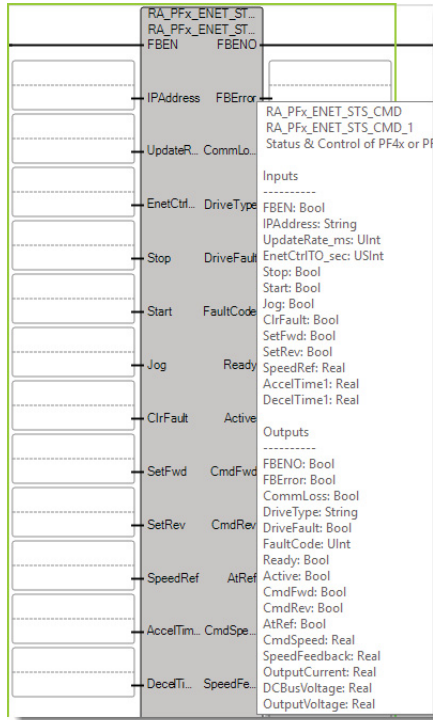 RA_PFx_ENET_ST...
RA_PFx_ENET_ST...
FBEN FBENO
IPAddress FBError
UpdateR... CommLo...
EnetCtrl... DriveType
Stop DriveFault
Start FaultCode
Jog Ready
ClrFault Active
SetFwd CmdFwd
SetRev CmdRev
SpeedRef AtRef
AccelTim... CmdSpe...
DecelTi... SpeedFe...
RA_PFx_ENET_STS_CMD
RA_PFx_ENET_STS_CMD_1
Status & Control of PF4x or PF
Inputs
----------
FBEN: Bool
IPAddress: String
UpdateRate_ms: UInt
EnetCtrlTO_sec: USInt
Stop: Bool
Start: Bool
Jog: Bool
ClrFault: Bool
SetFwd: Bool
SetRev: Bool
SpeedRef: Real
AccelTime1: Real
DecelTime1: Real
Outputs
----------
FBENO: Bool
FBError: Bool
CommLoss: Bool
DriveType: String
DriveFault: Bool
FaultCode: UInt
Ready: Bool
Active: Bool
CmdFwd: Bool
CmdRev: Bool
AtRef: Bool
CmdSpeed: Real
SpeedFeedback: Real
OutputCurrent: Real
DCBusVoltage: Real
OutputVoltage: Real